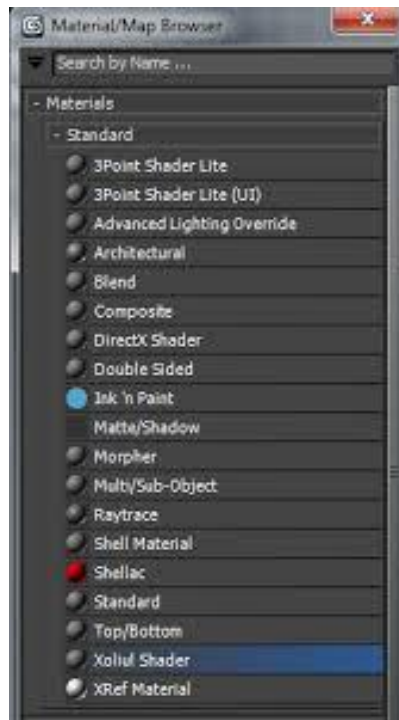 Material/Map Browser
Search by Name ...
- Materials
- Standard
3Point Shader Lite
3Point Shader Lite (UI)
Advanced Lighting Override
Architectural
Blend
Composite
DirectX Shader
Double Sided
Ink 'n Paint
Matte/Shadow
Morpher
Multi/Sub-Object
Raytrace
Shell Material
Shellac
Standard
Top/Bottom
Xoliul Shader
XRef Material